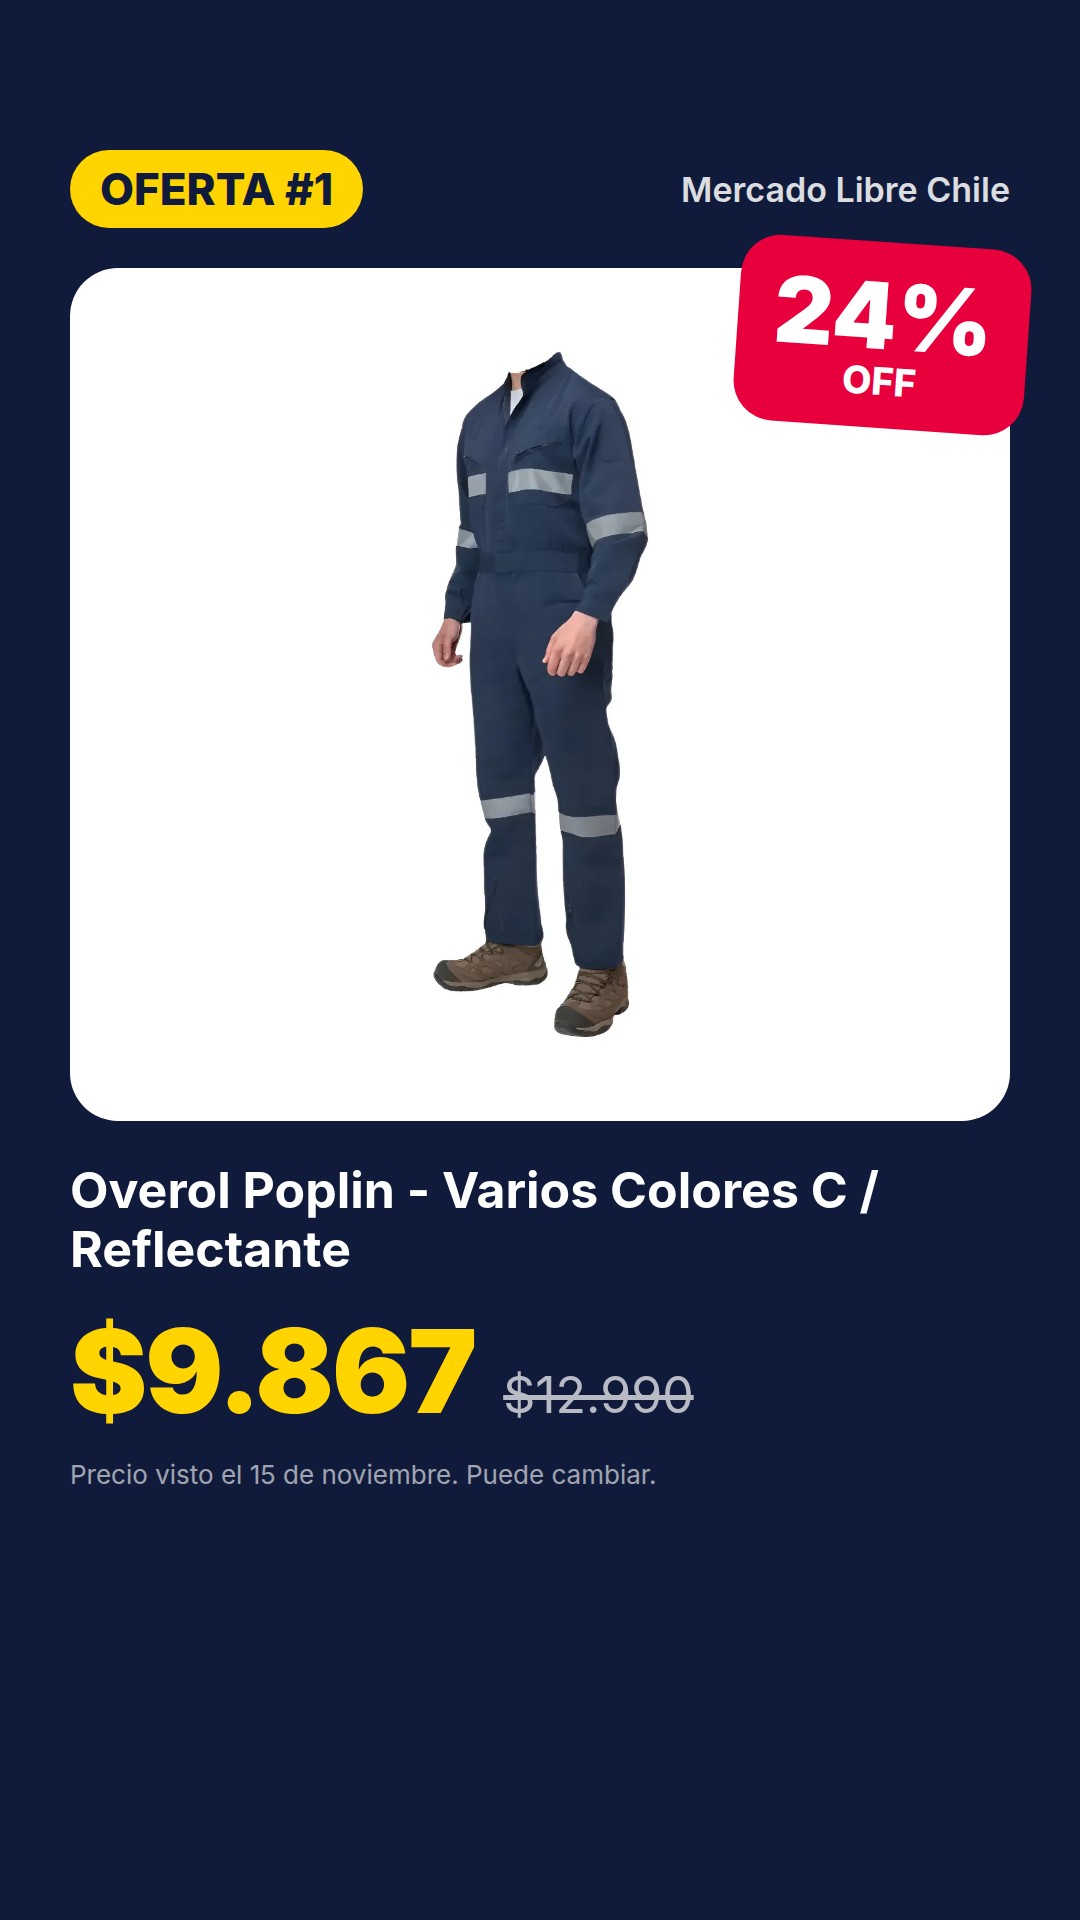 OFERTA #1
Mercado Libre Chile
24%
OFF
Overol Poplin - Varios Colores C /
Reflectante
$9.867 $12.990
Precio visto el 15 de noviembre. Puede cambiar.